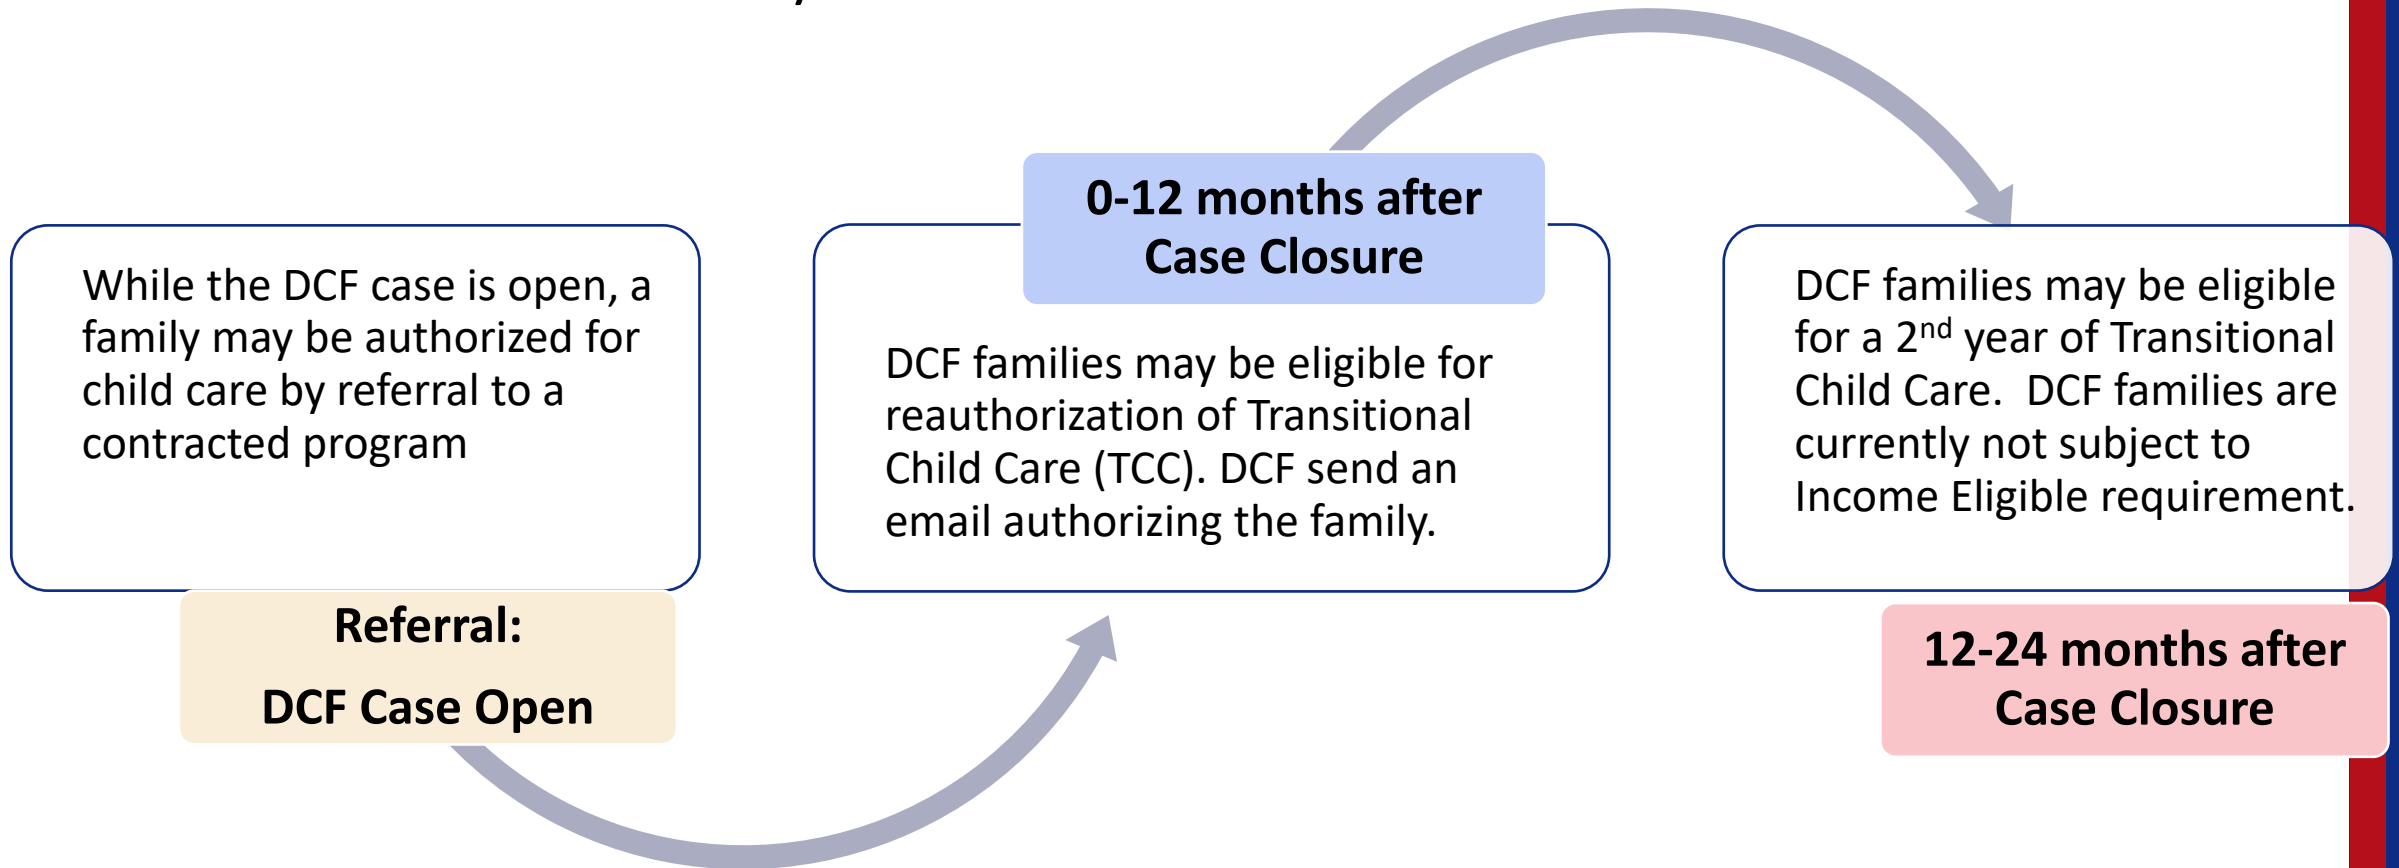 While the DCF case is open, a
family may be authorized for
child care by referral to a
contracted program
Referral:
DCF Case Open
0-12 months after
Case Closure
DCF families may be eligible for
reauthorization of Transitional
Child Care (TCC). DCF send an
email authorizing the family.
DCF families may be eligible
for a 2nd year of Transitional
Child Care.  DCF families are
currently not subject to
Income Eligible requirement.
12-24 months after
Case Closure